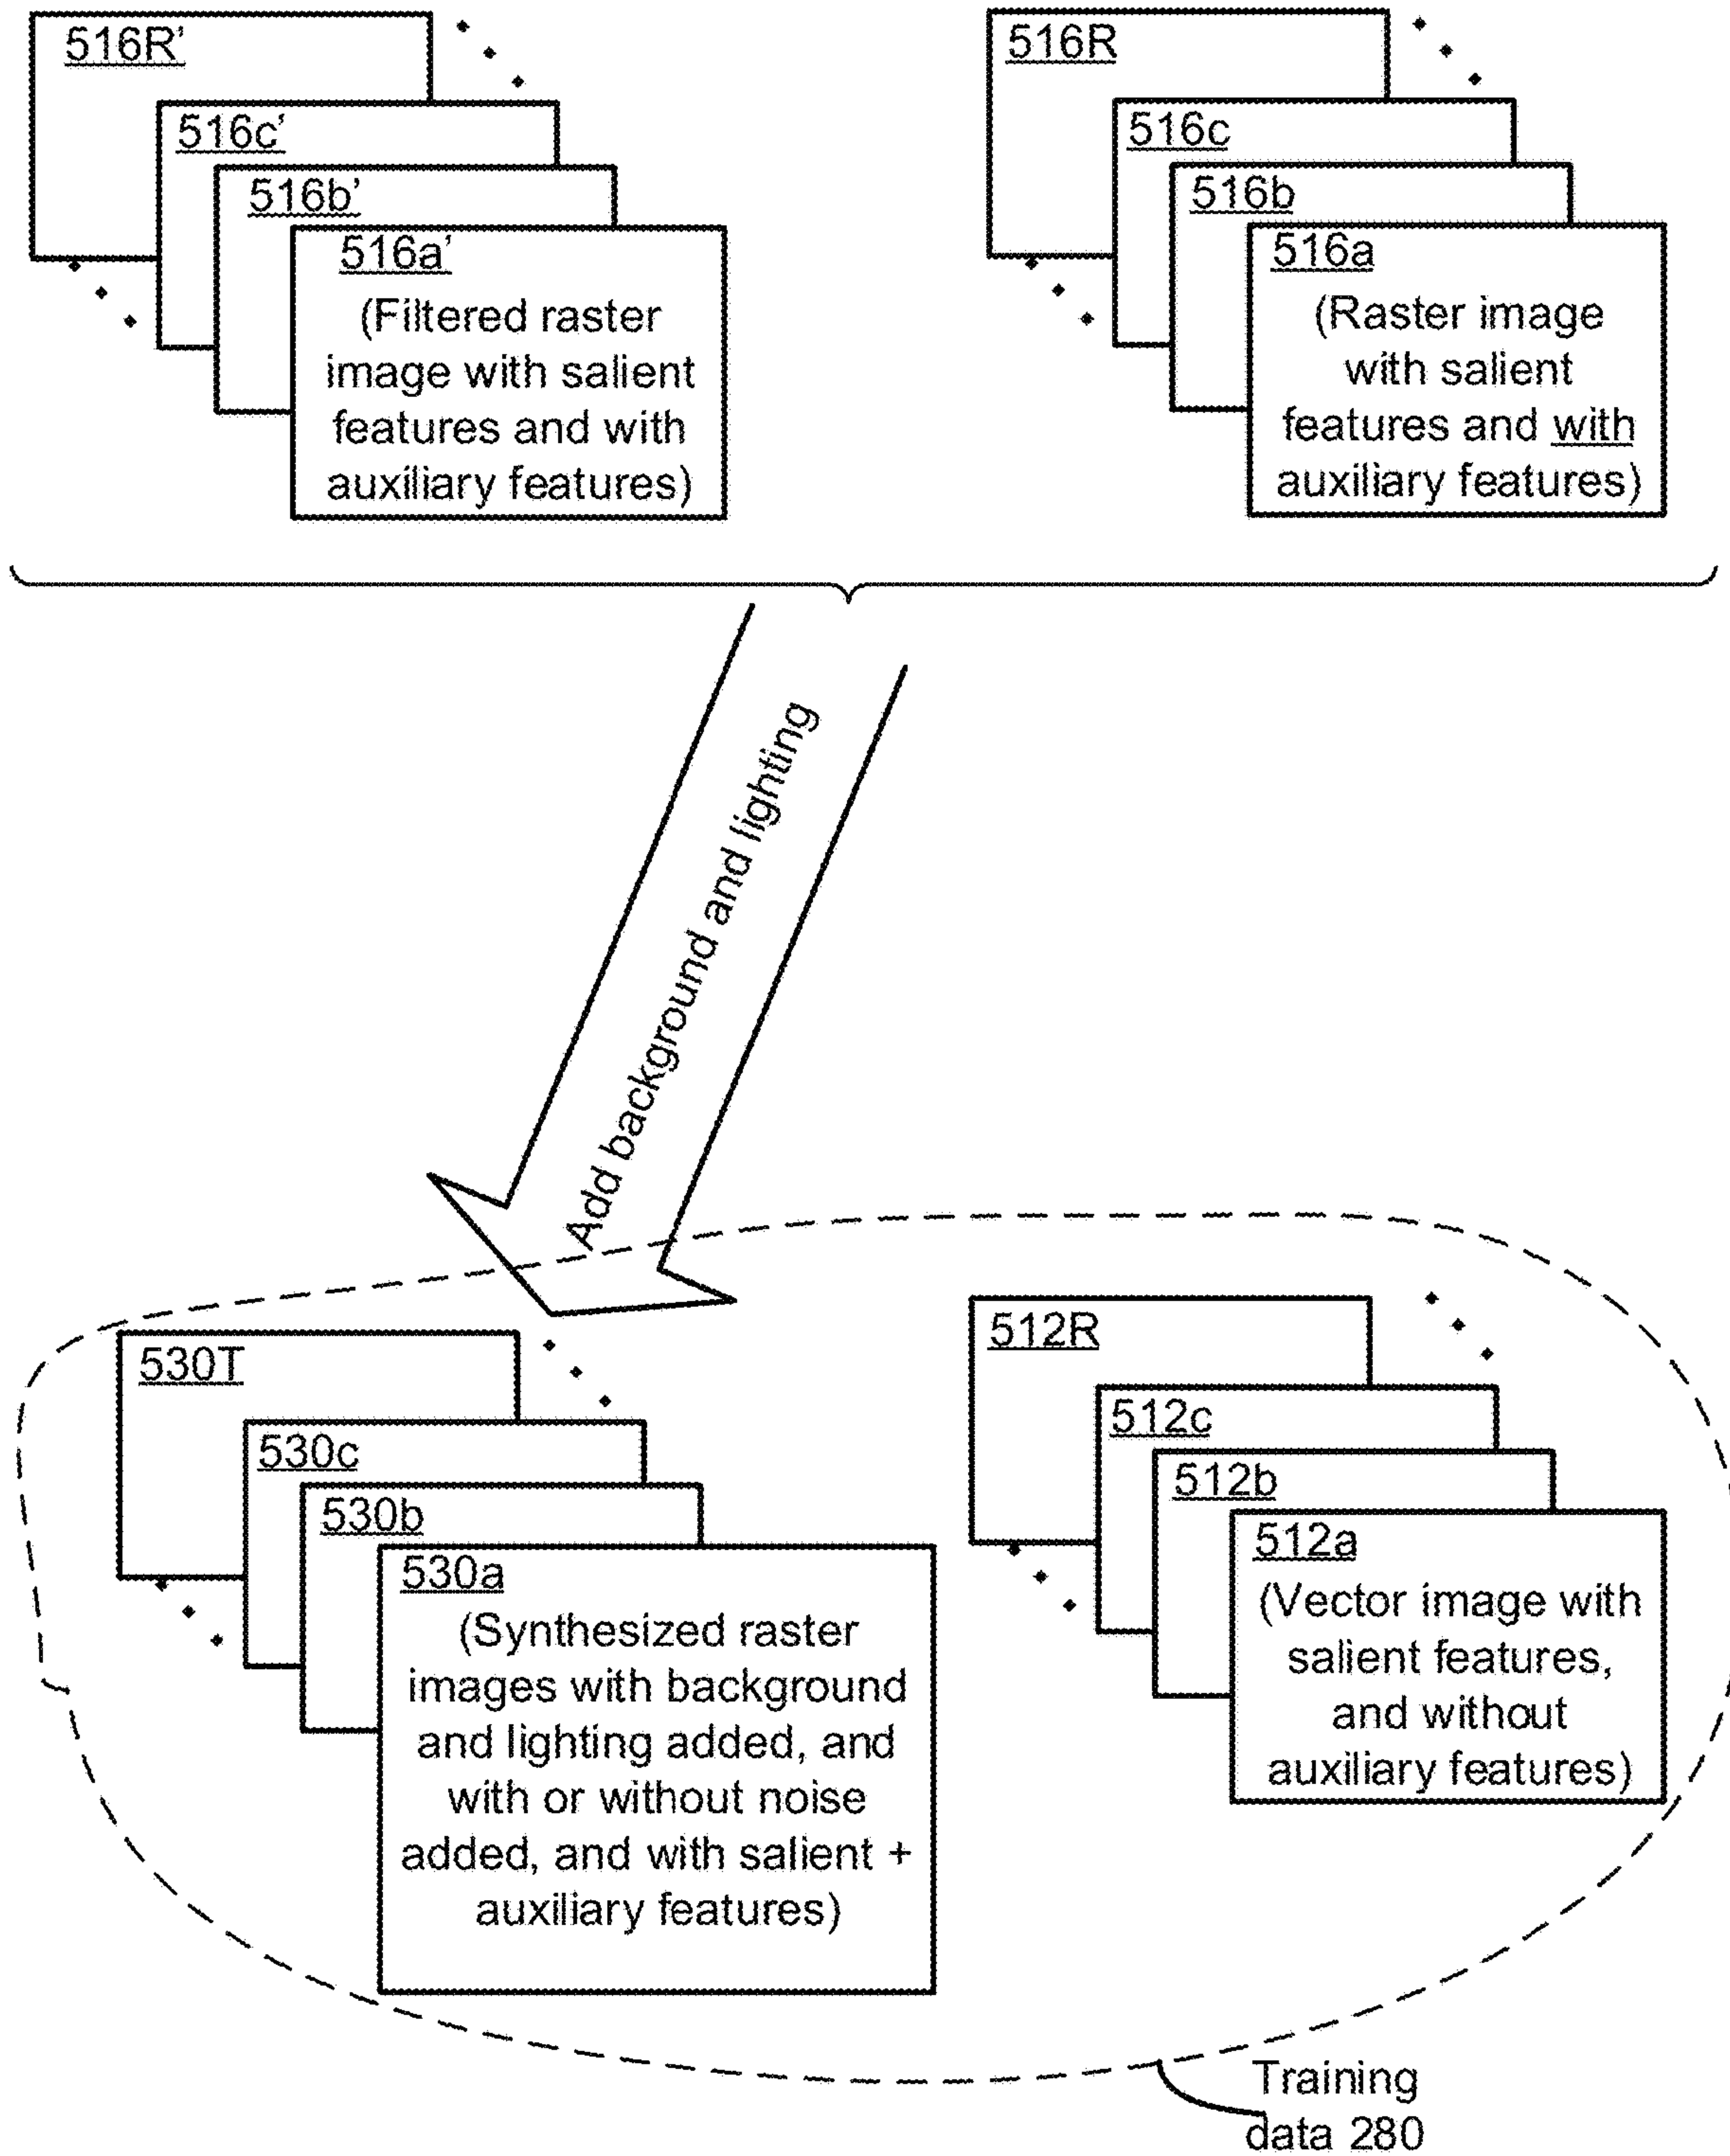 516R'
516c'
516b'
516a'
(Filtered raster
image with salient
features and with
auxiliary features)
516R
516c
516b
516a
(Raster image
with salient
features and with
auxiliary features)
Add background and lighting
530T
530c
530b
530a
(Synthesized raster
images with background
and lighting added, and
with or without noise
added, and with salient +
auxiliary features)
512R
512c
512b
512a
(Vector image with
salient features,
and without
auxiliary features)
Training
data 280